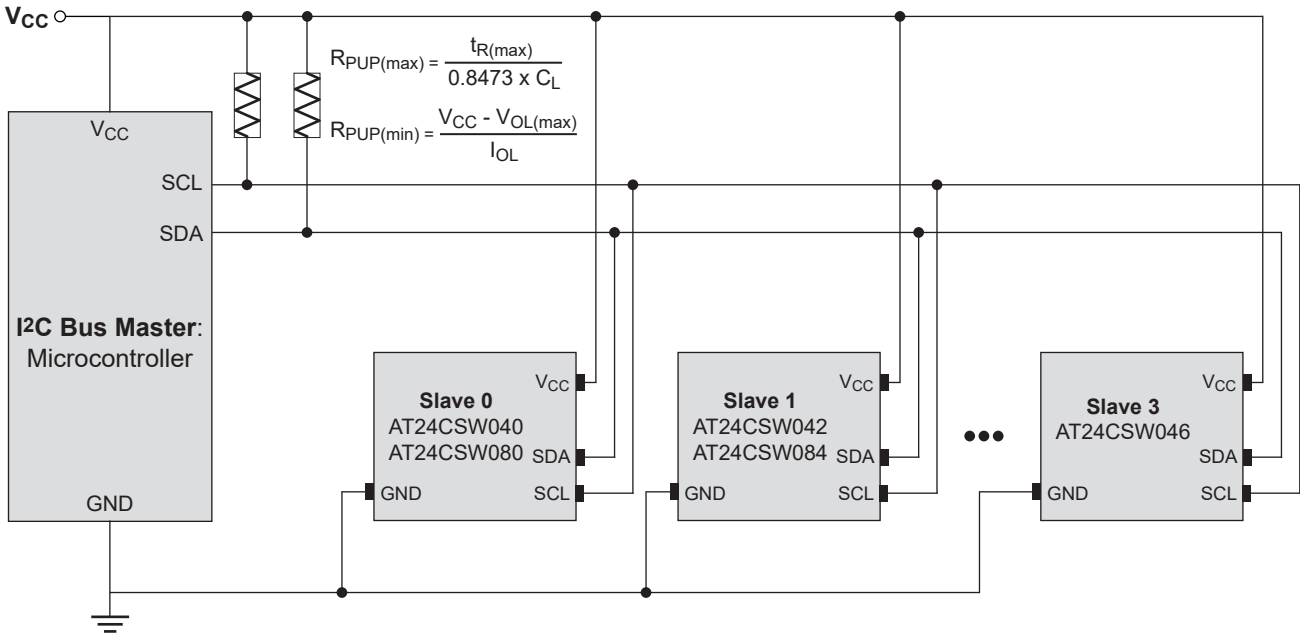 VCC
RPUP(max) = tR(max)
0.8473 x CL
RPUP(min) = VCC - VOL(max)
IOL
VCC
SCL
SDA
I2C Bus Master:
Microcontroller
GND
VCC
Slave 0
AT24CSW040
AT24CSW080
SDA
GND
SCL
VCC
Slave 1
AT24CSW042
AT24CSW084
SDA
GND
SCL
VCC
Slave 3
AT24CSW046
SDA
GND
SCL